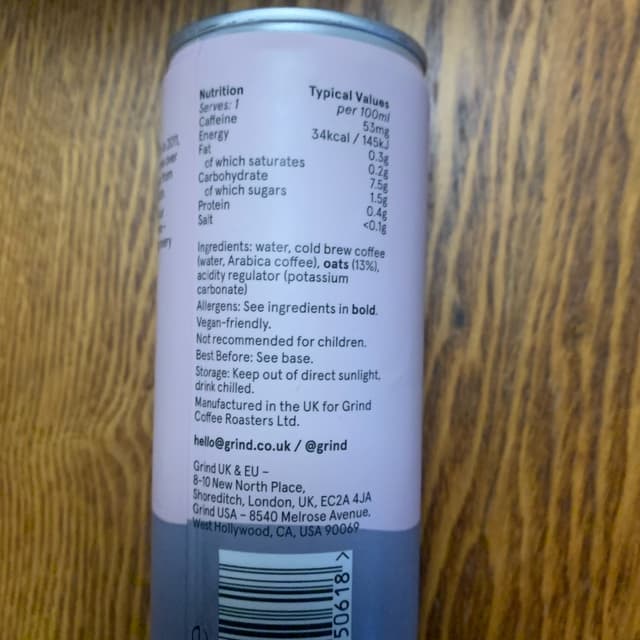 Nutrition Typical Values
Serves: 1 per 100ml
Caffeine 53mg
Energy 34kcal / 145kJ
Fat 0.3g
of which saturates 0.2g
Carbohydrate 7.5g
of which sugars 1.5g
Protein 0.4g
Salt <0.1g
Ingredients: water, cold brew coffee
(water, Arabica coffee), oats (13%),
acidity regulator (potassium
carbonate)
Allergens: See ingredients in bold.
Vegan-friendly.
Not recommended for children.
Best Before: See base.
Storage: Keep out of direct sunlight,
drink chilled.
Manufactured in the UK for Grind
Coffee Roasters Ltd.
hello@grind.co.uk / @grind
Grind UK & EU –
8-10 New North Place,
Shoreditch, London, UK, EC2A 4JA
Grind USA – 8540 Melrose Avenue,
West Hollywood, CA, USA 90069
50618